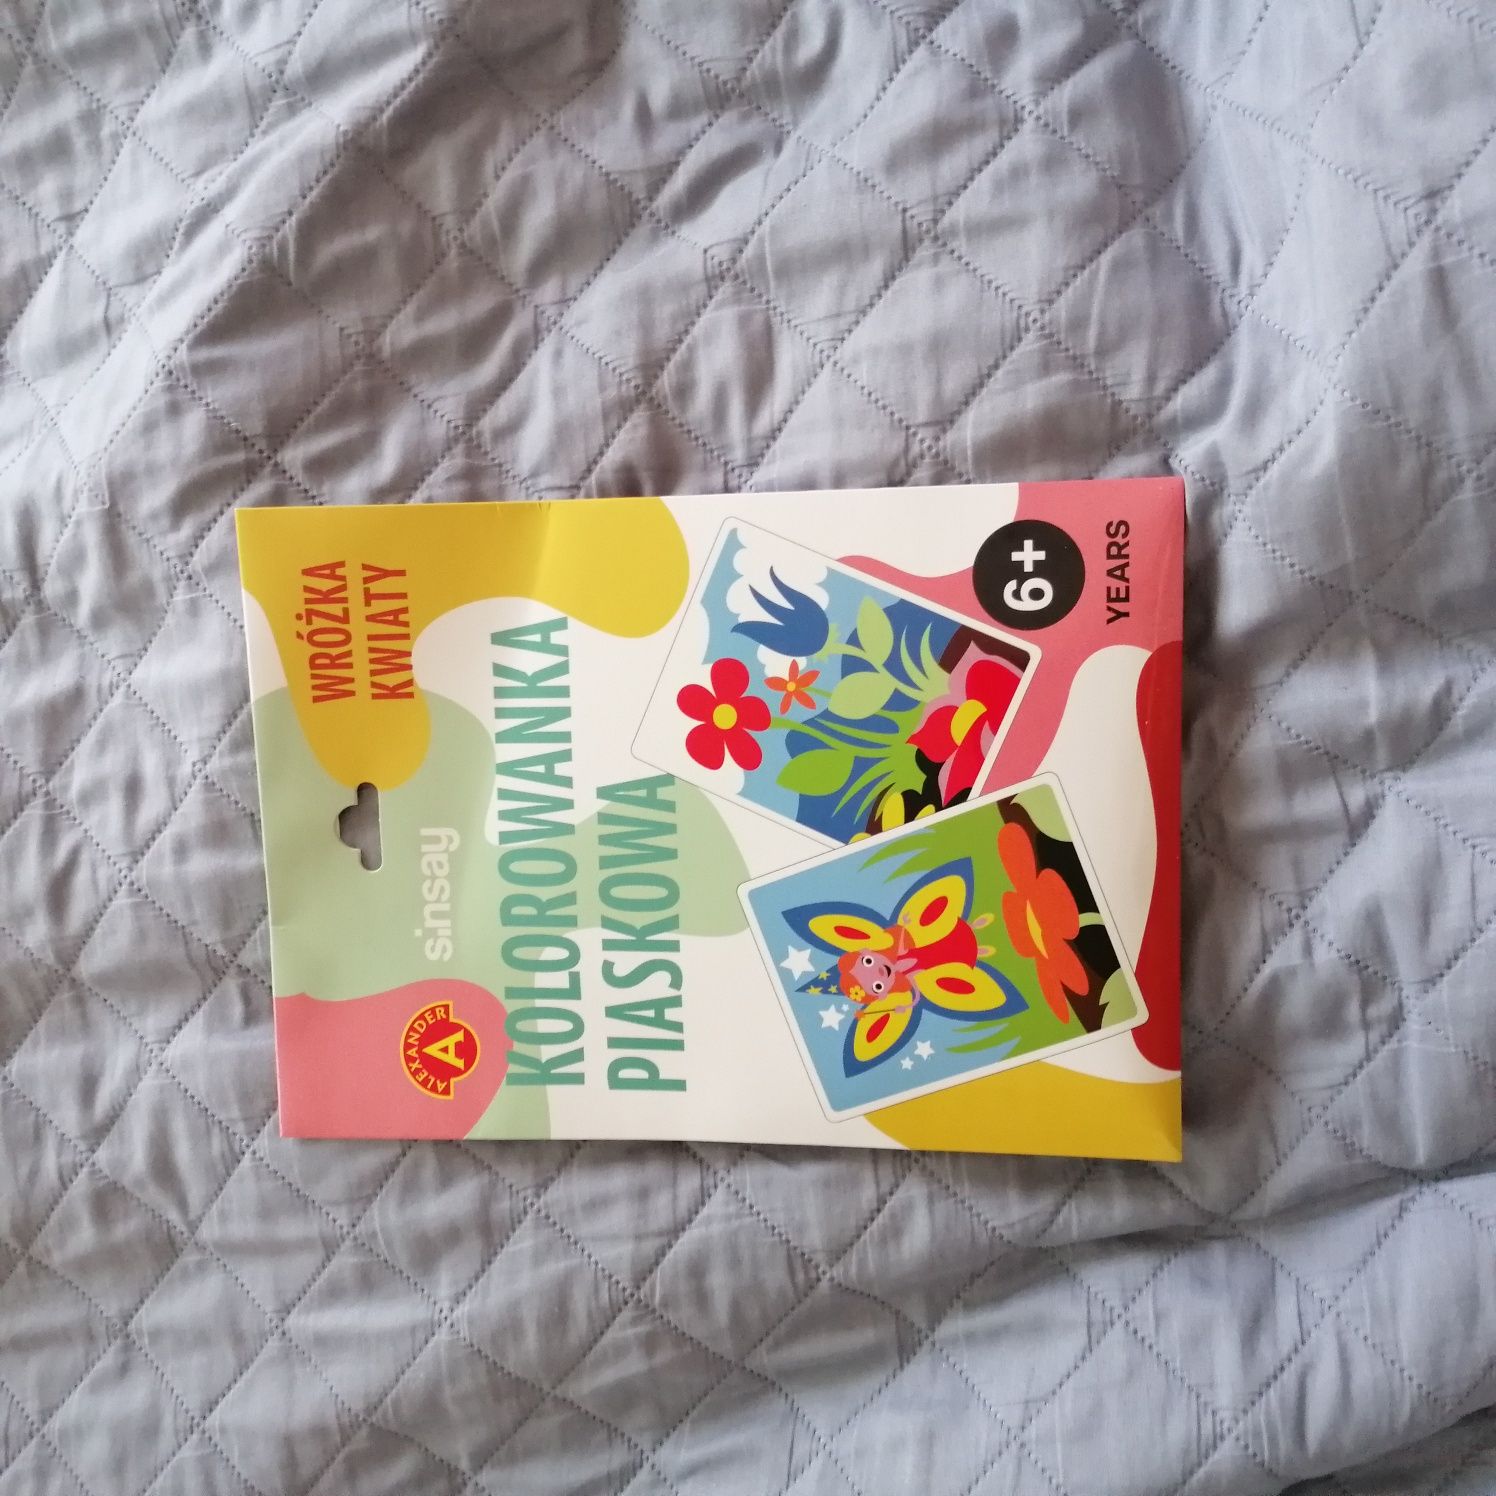 ALEXANDER
A
sinsay
WRÓŻKA
KWIATY
KOLOROWANKA
PIASKOWA
6+
YEARS